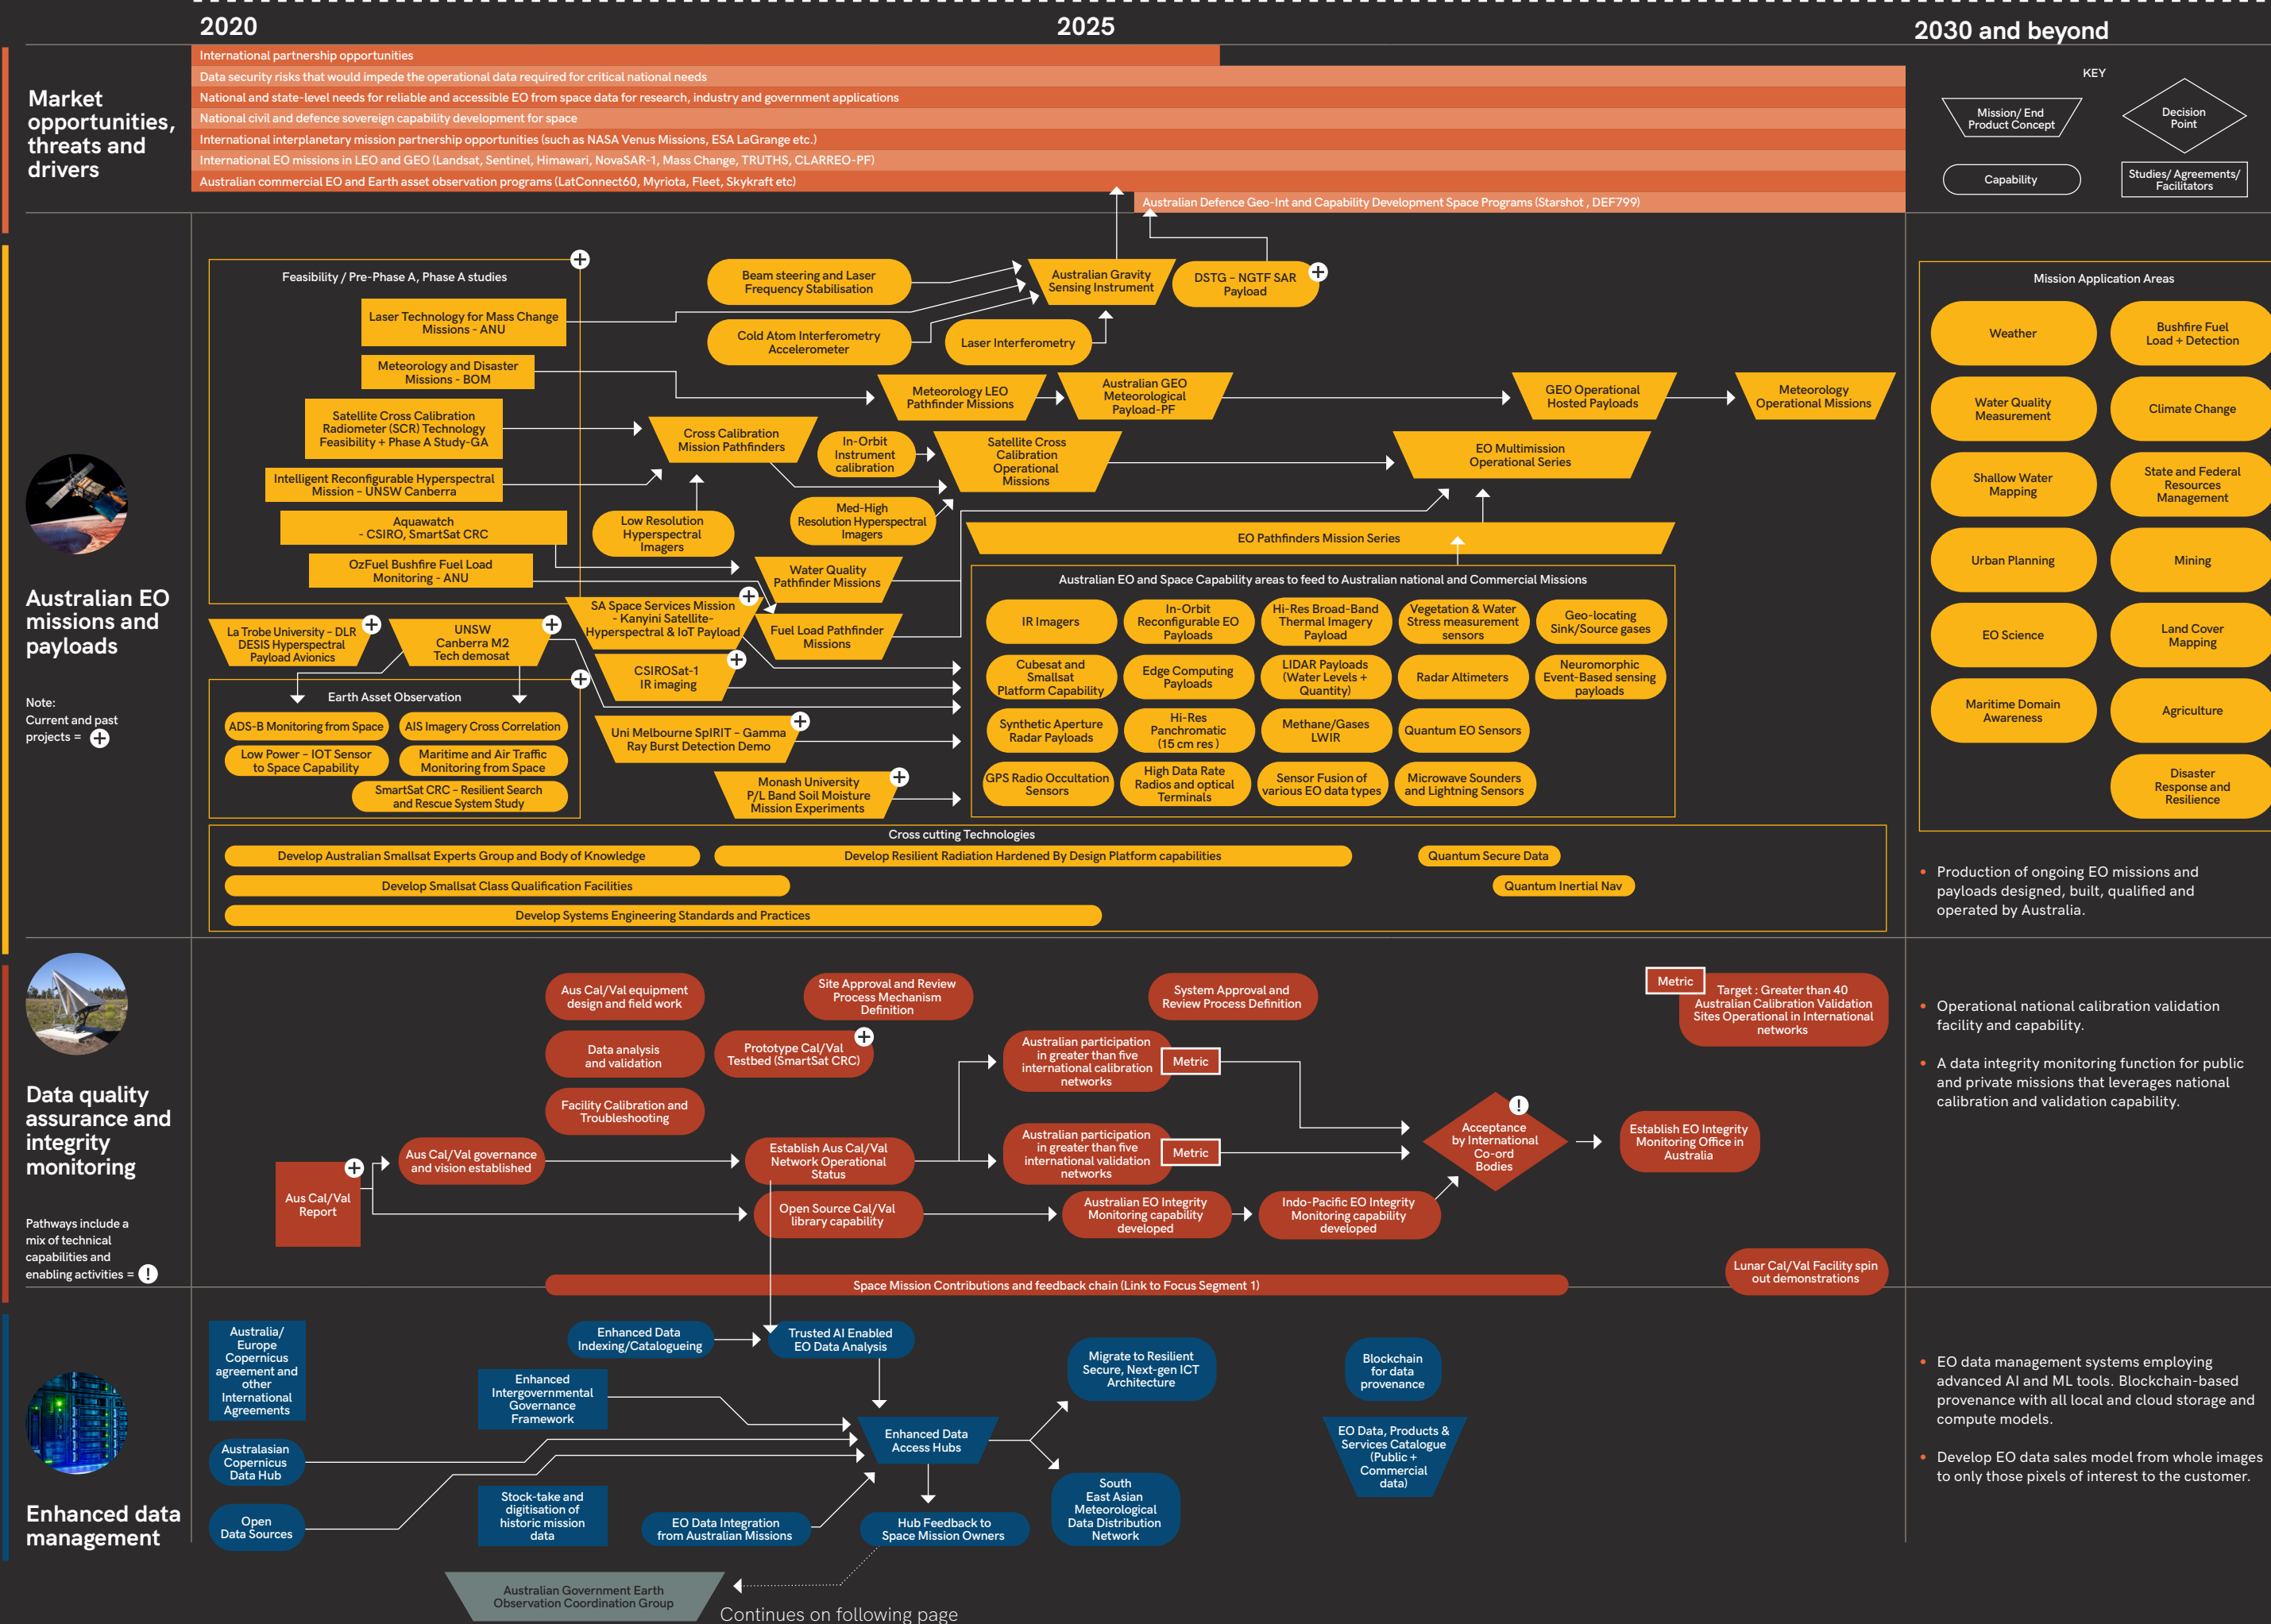 2020
2025
2030 and beyond
Market
opportunities,
threats and
drivers
International partnership opportunities
Data security risks that would impede the operational data required for critical national needs
National and state-level needs for reliable and accessible EO from space data for research, industry and government applications
National civil and defence sovereign capability development for space
International interplanetary mission partnership opportunities (such as NASA Venus Missions, ESA LaGrange etc.)
International EO missions in LEO and GEO (Landsat, Sentinel, Himawari, NovaSAR-1, Mass Change, TRUTHS, CLARREO-PF)
Australian commercial EO and Earth asset observation programs (LatConnect60, Myriota, Fleet, Skykraft etc)
Australian Defence Geo-Int and Capability Development Space Programs (Starshot , DEF799)
KEY
Mission/ End
Product Concept
Decision
Point
Capability
Studies/ Agreements/
Facilitators
Australian EO
missions and
payloads
Note:
Current and past
projects = +
Feasibility / Pre-Phase A, Phase A studies
+
Laser Technology for Mass Change
Missions - ANU
Meteorology and Disaster
Missions - BOM
Satellite Cross Calibration
Radiometer (SCR) Technology
Feasibility + Phase A Study-GA
Intelligent Reconfigurable Hyperspectral
Mission – UNSW Canberra
Aquawatch
- CSIRO, SmartSat CRC
OzFuel Bushfire Fuel Load
Monitoring - ANU
Beam steering and Laser
Frequency Stabilisation
Australian Gravity
Sensing Instrument
DSTG – NGTF SAR
Payload
+
Cold Atom Interferometry
Accelerometer
Laser Interferometry
Meteorology LEO
Pathfinder Missions
Australian GEO
Meteorological
Payload-PF
GEO Operational
Hosted Payloads
Meteorology
Operational Missions
Cross Calibration
Mission Pathfinders
In-Orbit
Instrument
calibration
Satellite Cross
Calibration
Operational
Missions
EO Multimission
Operational Series
Low Resolution
Hyperspectral
Imagers
Med-High
Resolution Hyperspectral
Imagers
EO Pathfinders Mission Series
Water Quality
Pathfinder Missions
SA Space Services Mission
- Kanyini Satellite-
Hyperspectral & IoT Payload
+
Fuel Load Pathfinder
Missions
La Trobe University – DLR
DESIS Hyperspectral
Payload Avionics
+
UNSW
Canberra M2
Tech demosat
+
CSIROSat-1
IR imaging
+
Earth Asset Observation
+
ADS-B Monitoring from Space
AIS Imagery Cross Correlation
Low Power – IOT Sensor
to Space Capability
Maritime and Air Traffic
Monitoring from Space
SmartSat CRC – Resilient Search
and Rescue System Study
Uni Melbourne SpIRIT – Gamma
Ray Burst Detection Demo
+
Monash University
P/L Band Soil Moisture
Mission Experiments
+
Australian EO and Space Capability areas to feed to Australian national and Commercial Missions
IR Imagers
In-Orbit
Reconfigurable EO
Payloads
Hi-Res Broad-Band
Thermal Imagery
Payload
Vegetation & Water
Stress measurement
sensors
Geo-locating
Sink/Source gases
Cubesat and
Smallsat
Platform Capability
Edge Computing
Payloads
LIDAR Payloads
(Water Levels +
Quantity)
Radar Altimeters
Neuromorphic
Event-Based sensing
payloads
Synthetic Aperture
Radar Payloads
Hi-Res
Panchromatic
(15 cm res )
Methane/Gases
LWIR
Quantum EO Sensors
GPS Radio Occultation
Sensors
High Data Rate
Radios and optical
Terminals
Sensor Fusion of
various EO data types
Microwave Sounders
and Lightning Sensors
Cross cutting Technologies
Develop Australian Smallsat Experts Group and Body of Knowledge
Develop Resilient Radiation Hardened By Design Platform capabilities
Quantum Secure Data
Develop Smallsat Class Qualification Facilities
Quantum Inertial Nav
Develop Systems Engineering Standards and Practices
Mission Application Areas
Weather
Bushfire Fuel
Load + Detection
Water Quality
Measurement
Climate Change
Shallow Water
Mapping
State and Federal
Resources
Management
Urban Planning
Mining
EO Science
Land Cover
Mapping
Maritime Domain
Awareness
Agriculture
Disaster
Response and
Resilience
• Production of ongoing EO missions and
payloads designed, built, qualified and
operated by Australia.
Data quality
assurance and
integrity
monitoring
Pathways include a
mix of technical
capabilities and
enabling activities = !
Aus Cal/Val equipment
design and field work
Site Approval and Review
Process Mechanism
Definition
System Approval and
Review Process Definition
Metric
Target : Greater than 40
Australian Calibration Validation
Sites Operational in International
networks
Data analysis
and validation
Prototype Cal/Val
Testbed (SmartSat CRC)
+
Australian participation
in greater than five
international calibration
networks
Metric
Facility Calibration and
Troubleshooting
Aus Cal/Val
Report
+
Aus Cal/Val governance
and vision established
Establish Aus Cal/Val
Network Operational
Status
Australian participation
in greater than five
international validation
networks
Metric
!
Acceptance
by International
Co-ord
Bodies
Establish EO Integrity
Monitoring Office in
Australia
Open Source Cal/Val
library capability
Australian EO Integrity
Monitoring capability
developed
Indo-Pacific EO Integrity
Monitoring capability
developed
Space Mission Contributions and feedback chain (Link to Focus Segment 1)
Lunar Cal/Val Facility spin
out demonstrations
• Operational national calibration validation
facility and capability.
• A data integrity monitoring function for public
and private missions that leverages national
calibration and validation capability.
Enhanced data
management
Australia/
Europe
Copernicus
agreement and
other
International
Agreements
Enhanced Data
Indexing/Catalogueing
Trusted AI Enabled
EO Data Analysis
Enhanced
Intergovernmental
Governance
Framework
Migrate to Resilient
Secure, Next-gen ICT
Architecture
Blockchain
for data
provenance
Australasian
Copernicus
Data Hub
Enhanced Data
Access Hubs
EO Data, Products &
Services Catalogue
(Public +
Commercial
data)
Open
Data Sources
Stock-take and
digitisation of
historic mission
data
EO Data Integration
from Australian Missions
Hub Feedback to
Space Mission Owners
South
East Asian
Meteorological
Data Distribution
Network
Australian Government Earth
Observation Coordination Group
• EO data management systems employing
advanced AI and ML tools. Blockchain-based
provenance with all local and cloud storage and
compute models.
• Develop EO data sales model from whole images
to only those pixels of interest to the customer.
Continues on following page